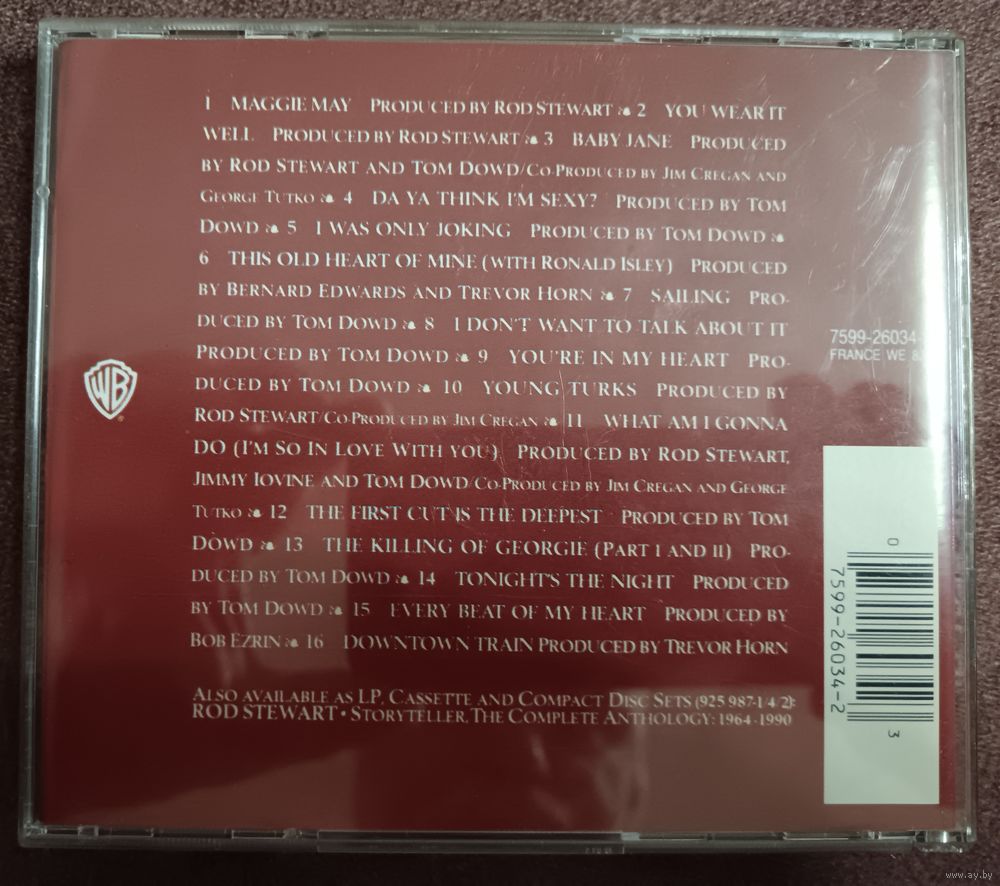 1 MAGGIE MAY PRODUCED BY ROD STEWART ❧ 2 YOU WEAR IT
WELL PRODUCED BY ROD STEWART ❧ 3 BABY JANE PRODUCED
BY ROD STEWART AND TOM DOWD/CO-PRODUCED BY JIM CREGAN AND
GEORGE TUTKO ❧ 4 DA YA THINK I'M SEXY? PRODUCED BY TOM
DOWD ❧ 5 I WAS ONLY JOKING PRODUCED BY TOM DOWD ❧
6 THIS OLD HEART OF MINE (WITH RONALD ISLEY) PRODUCED
BY BERNARD EDWARDS AND TREVOR HORN ❧ 7 SAILING PRO-
DUCED BY TOM DOWD ❧ 8 I DON'T WANT TO TALK ABOUT IT
PRODUCED BY TOM DOWD ❧ 9 YOU'RE IN MY HEART PRO-
DUCED BY TOM DOWD ❧ 10 YOUNG TURKS PRODUCED BY
ROD STEWART/CO-PRODUCED BY JIM CREGAN ❧ 11 WHAT AM I GONNA
DO (I'M SO IN LOVE WITH YOU) PRODUCED BY ROD STEWART,
JIMMY IOVINE AND TOM DOWD/CO-PRODUCED BY JIM CREGAN AND GEORGE
TUTKO ❧ 12 THE FIRST CUT IS THE DEEPEST PRODUCED BY TOM
DOWD ❧ 13 THE KILLING OF GEORGIE (PART I AND II) PRO-
DUCED BY TOM DOWD ❧ 14 TONIGHT'S THE NIGHT PRODUCED
BY TOM DOWD ❧ 15 EVERY BEAT OF MY HEART PRODUCED BY
BOB EZRIN ❧ 16 DOWNTOWN TRAIN PRODUCED BY TREVOR HORN
ALSO AVAILABLE AS LP, CASSETTE AND COMPACT DISC SETS (925 987-1/4/2):
ROD STEWART • STORYTELLER, THE COMPLETE ANTHOLOGY: 1964-1990
WB
7599-26034-
FRANCE WE
0
7599-26034-2
3
www.ay.by